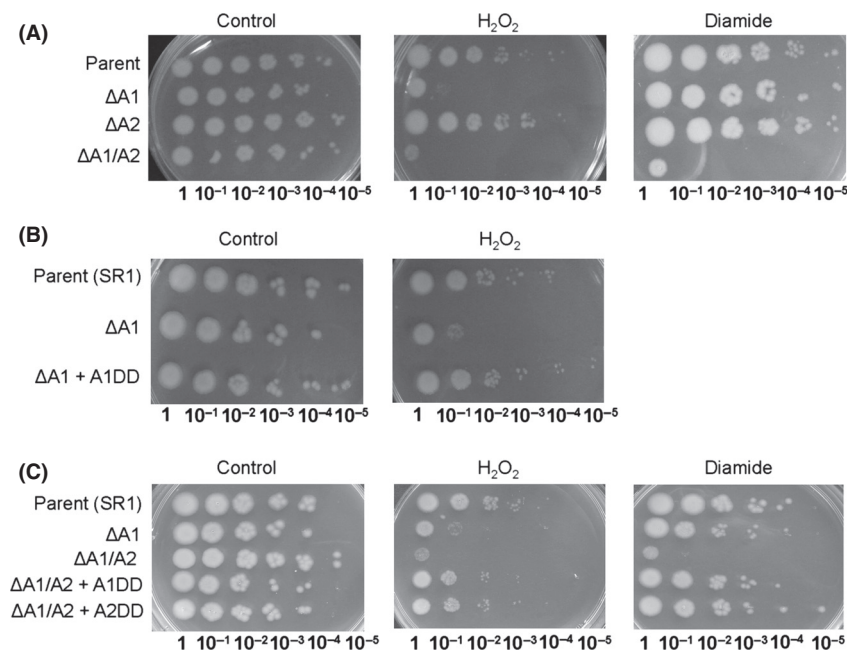 (A)
Control
H₂O₂
Diamide
Parent
ΔA1
ΔA2
ΔA1/A2
1 10⁻¹ 10⁻² 10⁻³ 10⁻⁴ 10⁻⁵
1 10⁻¹ 10⁻² 10⁻³ 10⁻⁴ 10⁻⁵
1 10⁻¹ 10⁻² 10⁻³ 10⁻⁴ 10⁻⁵
(B)
Control
H₂O₂
Parent (SR1)
ΔA1
ΔA1 + A1DD
1 10⁻¹ 10⁻² 10⁻³ 10⁻⁴ 10⁻⁵
1 10⁻¹ 10⁻² 10⁻³ 10⁻⁴ 10⁻⁵
(C)
Control
H₂O₂
Diamide
Parent (SR1)
ΔA1
ΔA1/A2
ΔA1/A2 + A1DD
ΔA1/A2 + A2DD
1 10⁻¹ 10⁻² 10⁻³ 10⁻⁴ 10⁻⁵
1 10⁻¹ 10⁻² 10⁻³ 10⁻⁴ 10⁻⁵
1 10⁻¹ 10⁻² 10⁻³ 10⁻⁴ 10⁻⁵